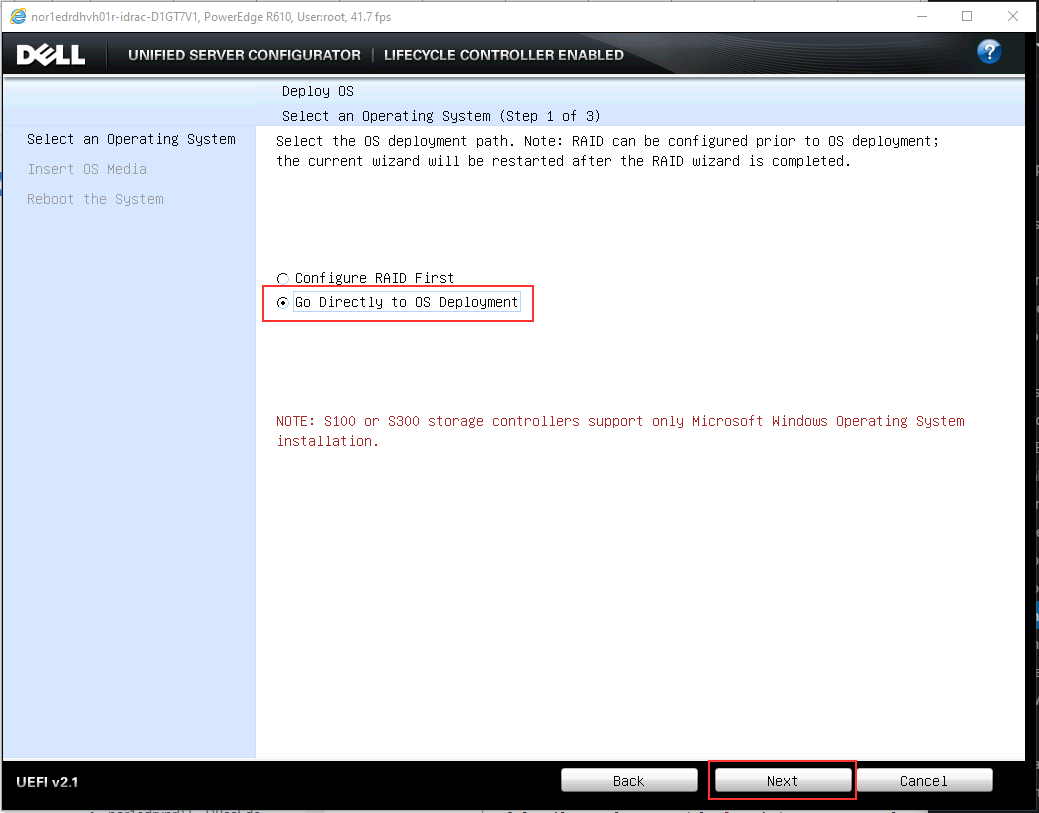 nor1edrdhvh01r-idrac-D1GT7V1, PowerEdge R610, User:root, 41.7 fps
DELL UNIFIED SERVER CONFIGURATOR | LIFECYCLE CONTROLLER ENABLED ?
Deploy OS
Select an Operating System (Step 1 of 3)
Select an Operating System
Insert OS Media
Reboot the System
Select the OS deployment path. Note: RAID can be configured prior to OS deployment;
the current wizard will be restarted after the RAID wizard is completed.
Configure RAID First
Go Directly to OS Deployment
NOTE: S100 or S300 storage controllers support only Microsoft Windows Operating System
installation.
UEFI v2.1
Back
Next
Cancel